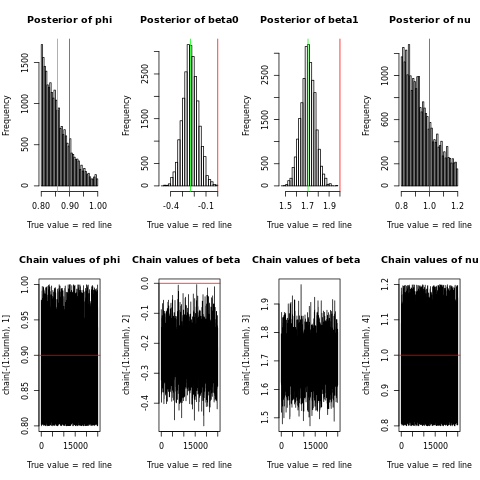 Posterior of phi
Frequency
0 500 1000 1500
0.80 0.90 1.00
True value = red line
Posterior of beta0
Frequency
0 500 1500 2500
-0.4 -0.1
True value = red line
Posterior of beta1
Frequency
0 500 1500 2500
1.5 1.7 1.9
True value = red line
Posterior of nu
Frequency
0 200 600 1000
0.8 1.0 1.2
True value = red line
Chain values of phi
chain[-(1:burnIn), 1]
0.80 0.85 0.90 0.95 1.00
0 15000
True value = red line
Chain values of beta
chain[-(1:burnIn), 2]
-0.4 -0.3 -0.2 -0.1 0.0
0 15000
True value = red line
Chain values of beta
chain[-(1:burnIn), 3]
1.5 1.6 1.7 1.8 1.9
0 15000
True value = red line
Chain values of nu
chain[-(1:burnIn), 4]
0.8 0.9 1.0 1.1 1.2
0 15000
True value = red line